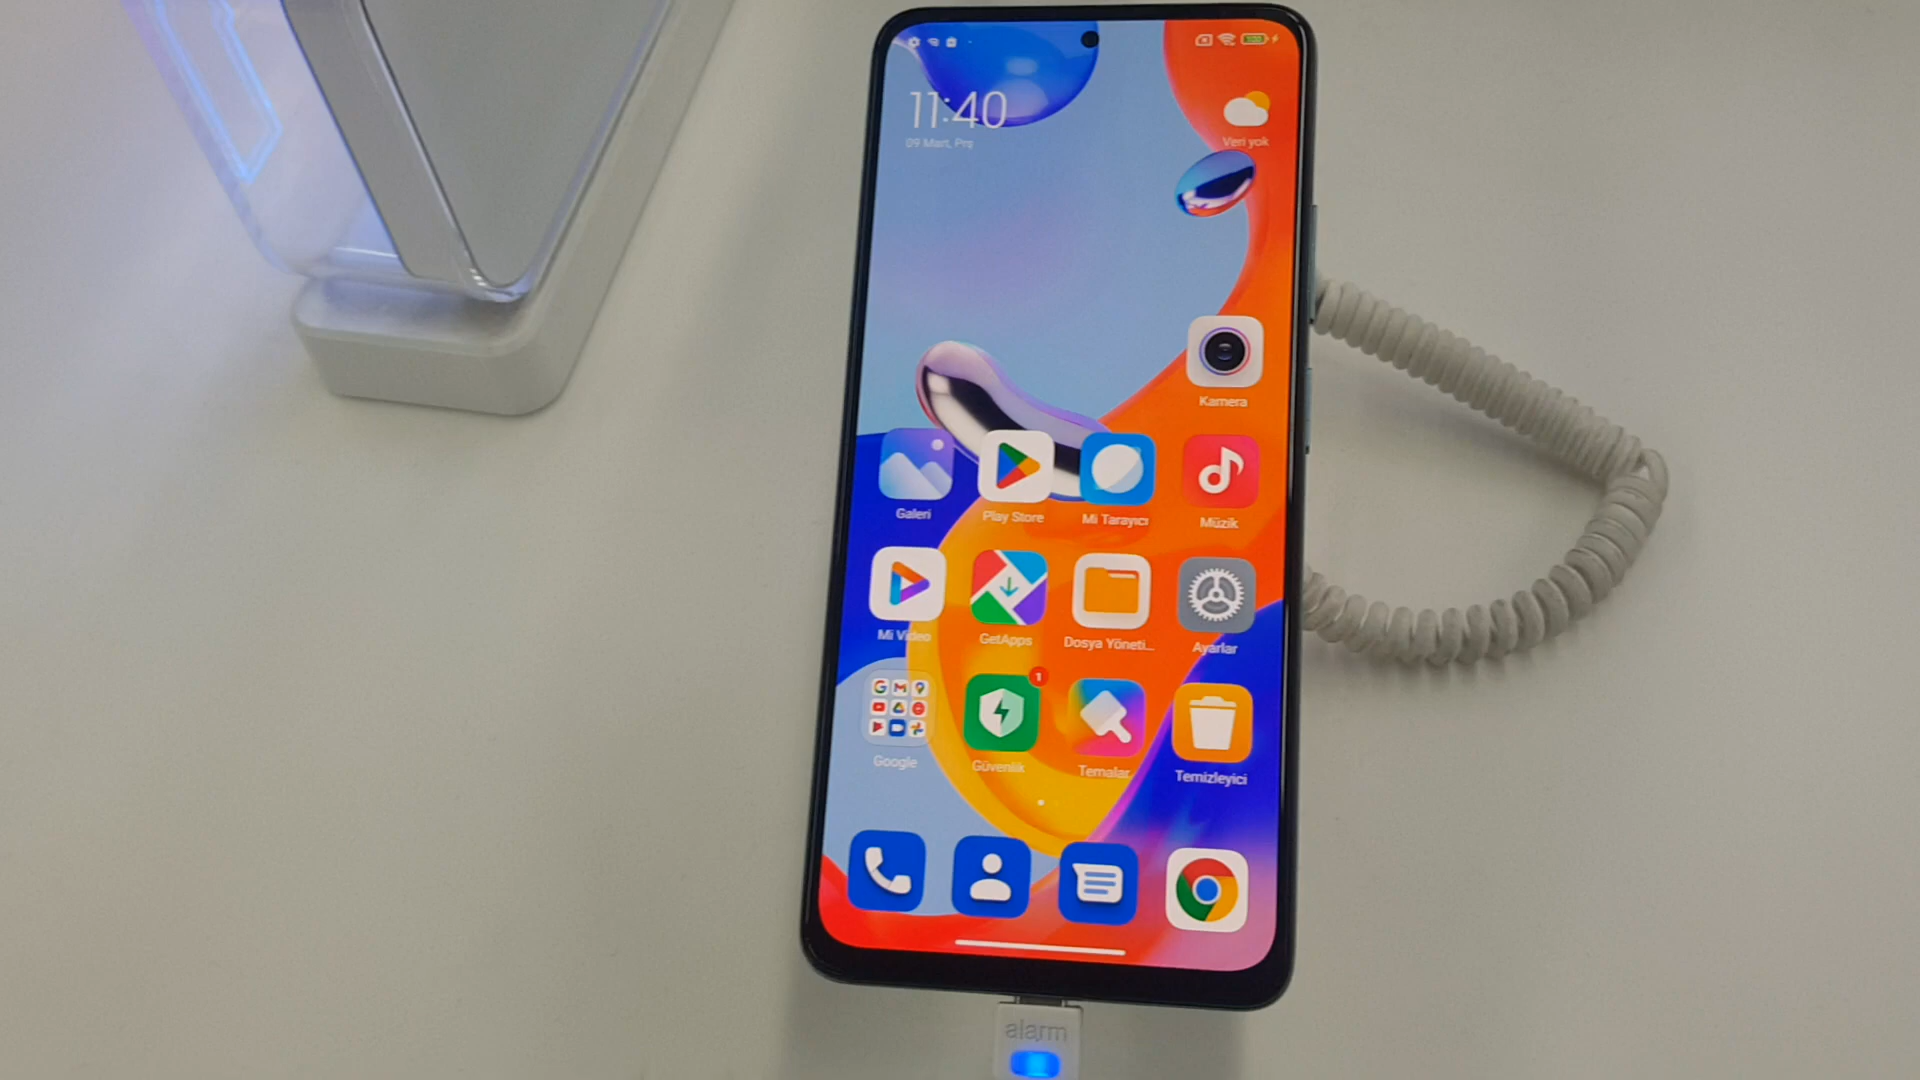 11:40
09 Mart, Prş
Veri yok
Kamera
Galeri
Play Store
Mi Tarayıcı
Müzik
Mi Video
GetApps
Dosya Yöneti...
Ayarlar
1
Google
Güvenlik
Temalar
Temizleyici
alarm